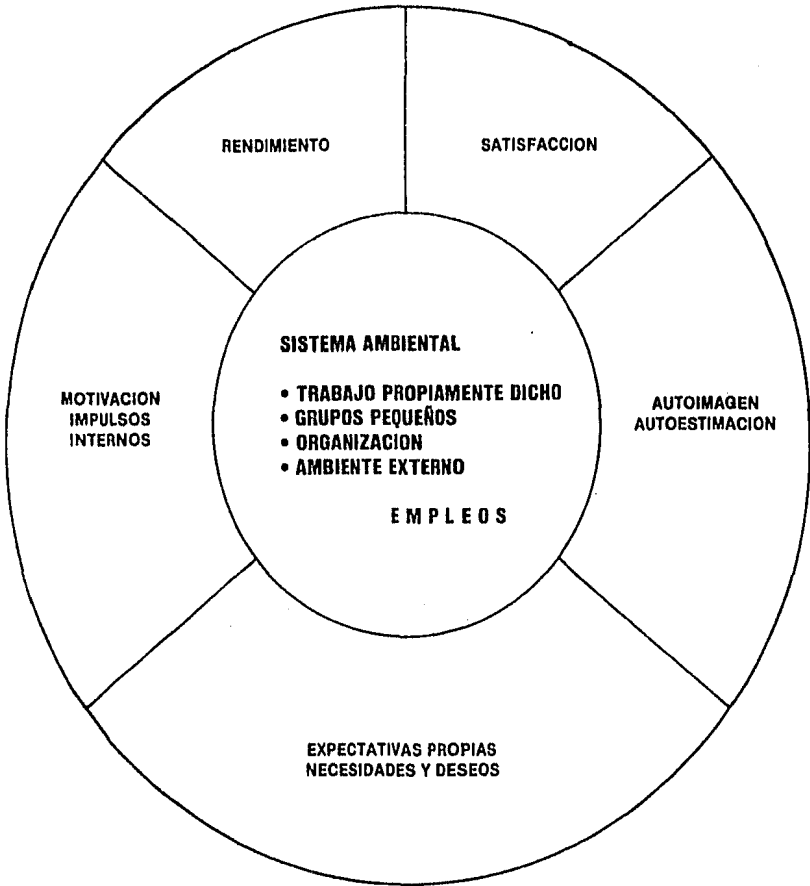 RENDIMIENTO
SATISFACCION
SISTEMA AMBIENTAL
• TRABAJO PROPIAMENTE DICHO
• GRUPOS PEQUEÑOS
• ORGANIZACION
• AMBIENTE EXTERNO
EMPLEOS
MOTIVACION
IMPULSOS
INTERNOS
AUTOIMAGEN
AUTOESTIMACION
EXPECTATIVAS PROPIAS
NECESIDADES Y DESEOS